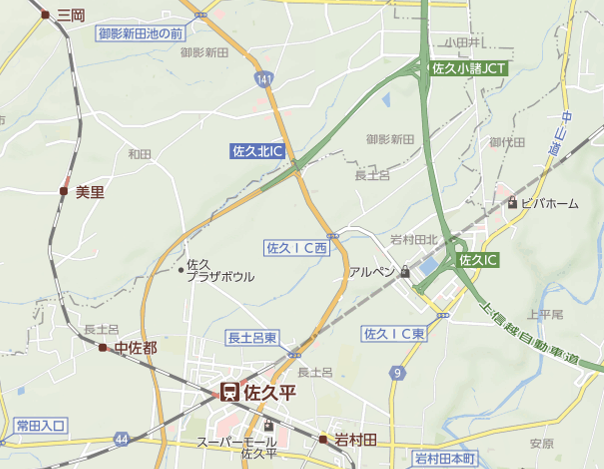 三岡
御影新田池の前
御影新田
小田井
佐久小諸JCT
141
中山道
御影新田
御代田
佐久北IC
和田
長土呂
美里
ビバホーム
岩村田北
佐久IC西
佐久IC
佐久
プラザボウル
アルペン
上平尾
上信越自動車道
長土呂
長土呂東
佐久IC東
中佐都
長土呂
9
佐久平
常田入口
44
スーパーモール
佐久平
岩村田
安原
岩村田本町